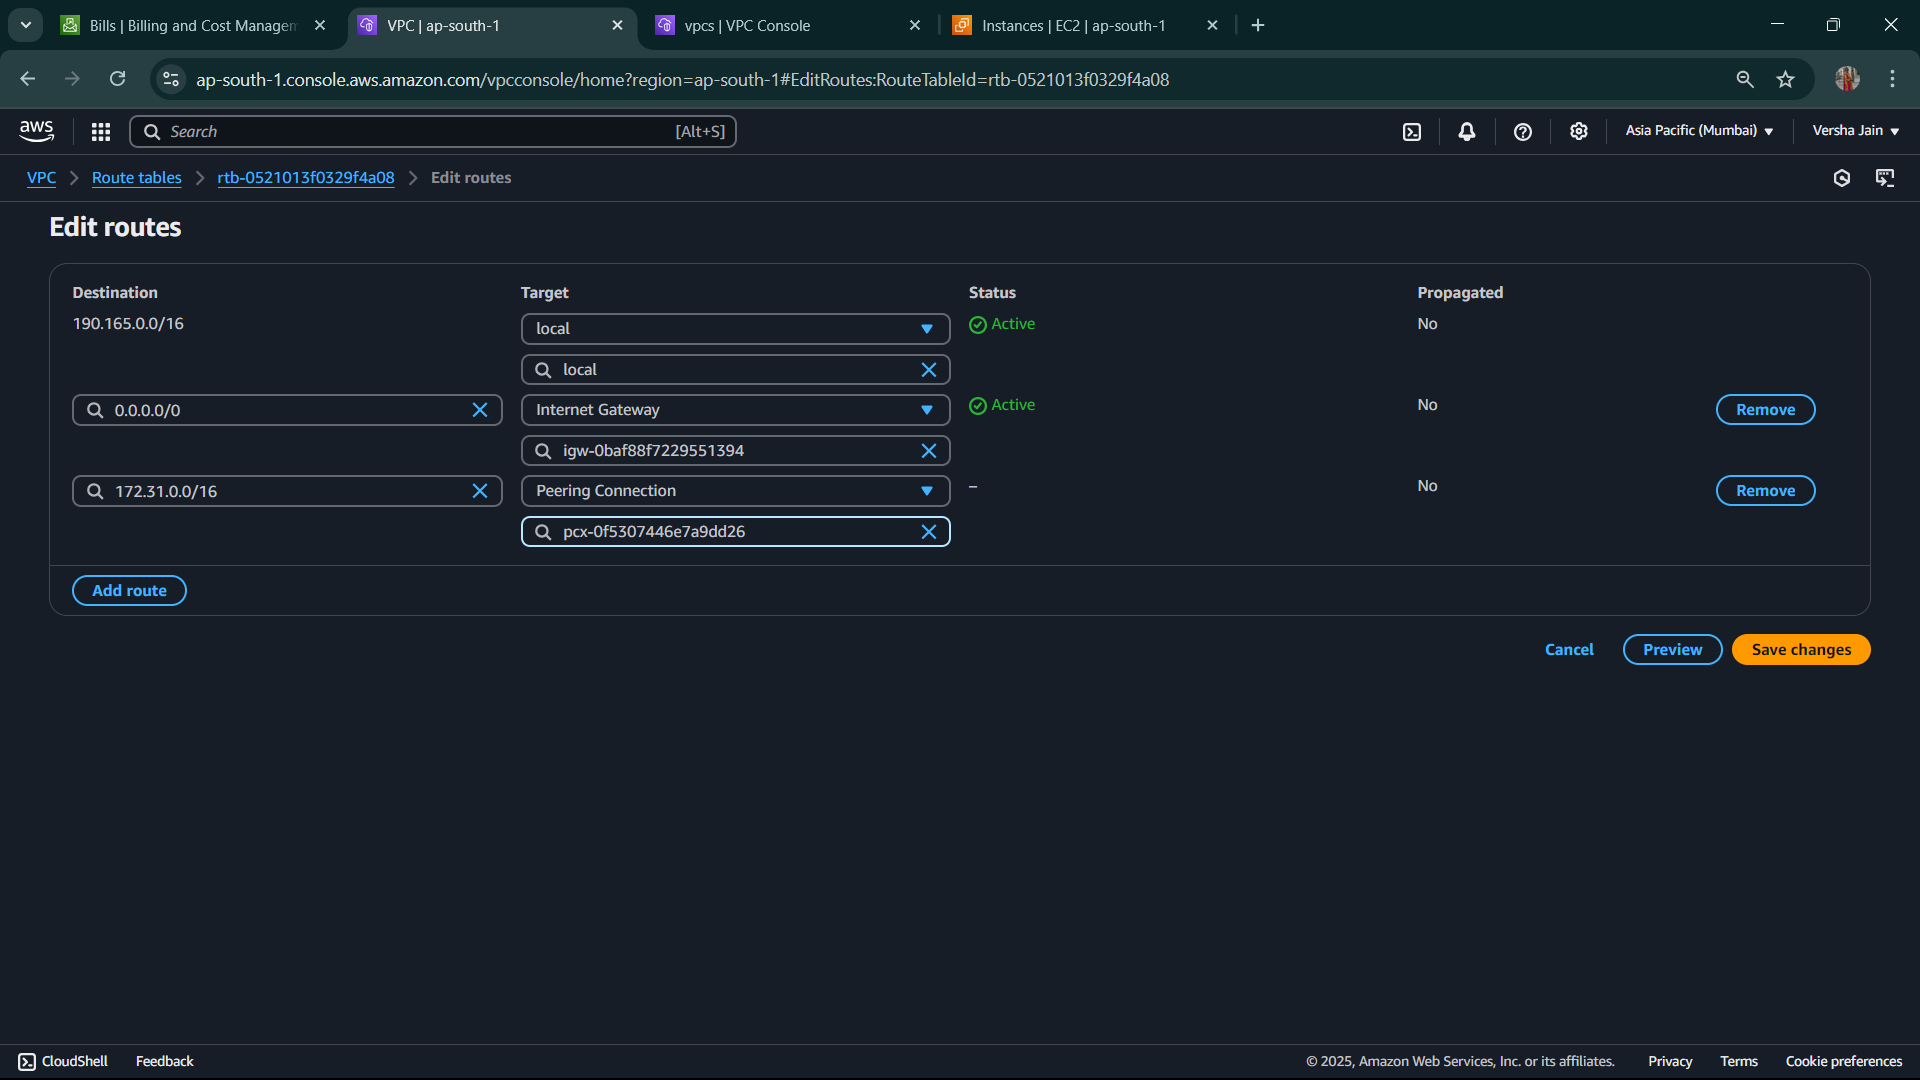 Bills | Billing and Cost Managem
VPC | ap-south-1
vpcs | VPC Console
Instances | EC2 | ap-south-1
ap-south-1.console.aws.amazon.com/vpcconsole/home?region=ap-south-1#EditRoutes:RouteTableId=rtb-0521013f0329f4a08
aws
Search
[Alt+S]
Asia Pacific (Mumbai)
Versha Jain
VPC
Route tables
rtb-0521013f0329f4a08
Edit routes
Edit routes
Destination
Target
Status
Propagated
190.165.0.0/16
local
Active
No
local
0.0.0.0/0
Internet Gateway
Active
No
Remove
igw-0baf88f7229551394
172.31.0.0/16
Peering Connection
–
No
Remove
pcx-0f5307446e7a9dd26
Add route
Cancel
Preview
Save changes
CloudShell
Feedback
© 2025, Amazon Web Services, Inc. or its affiliates.
Privacy
Terms
Cookie preferences